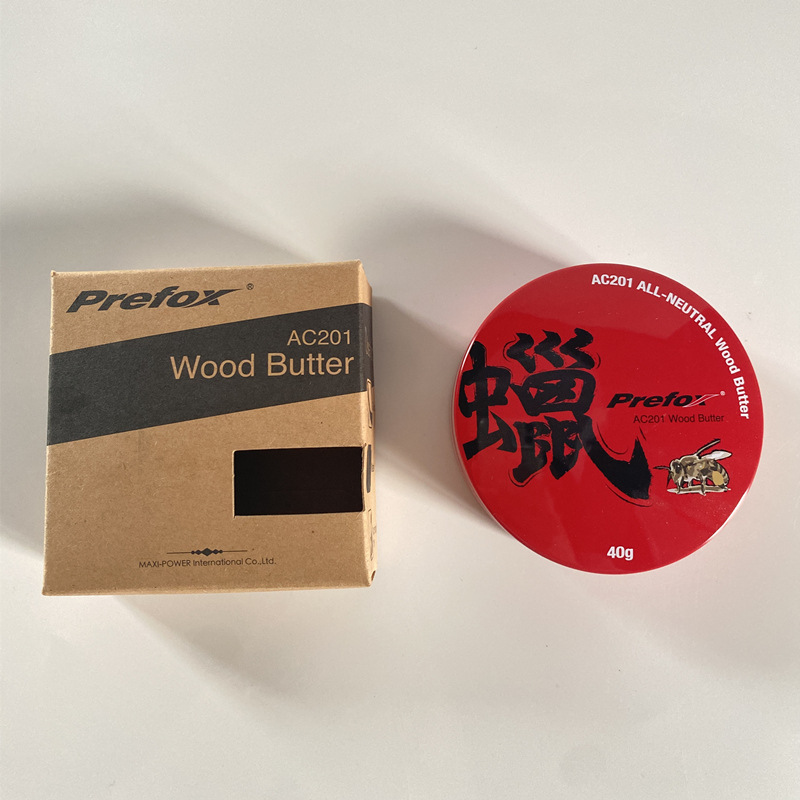 Prefox®
AC201
Wood Butter
MAXI-POWER International Co.,Ltd.
AC201 ALL-NEUTRAL Wood Butter
蠟
Prefox®
AC201 Wood Butter
40g